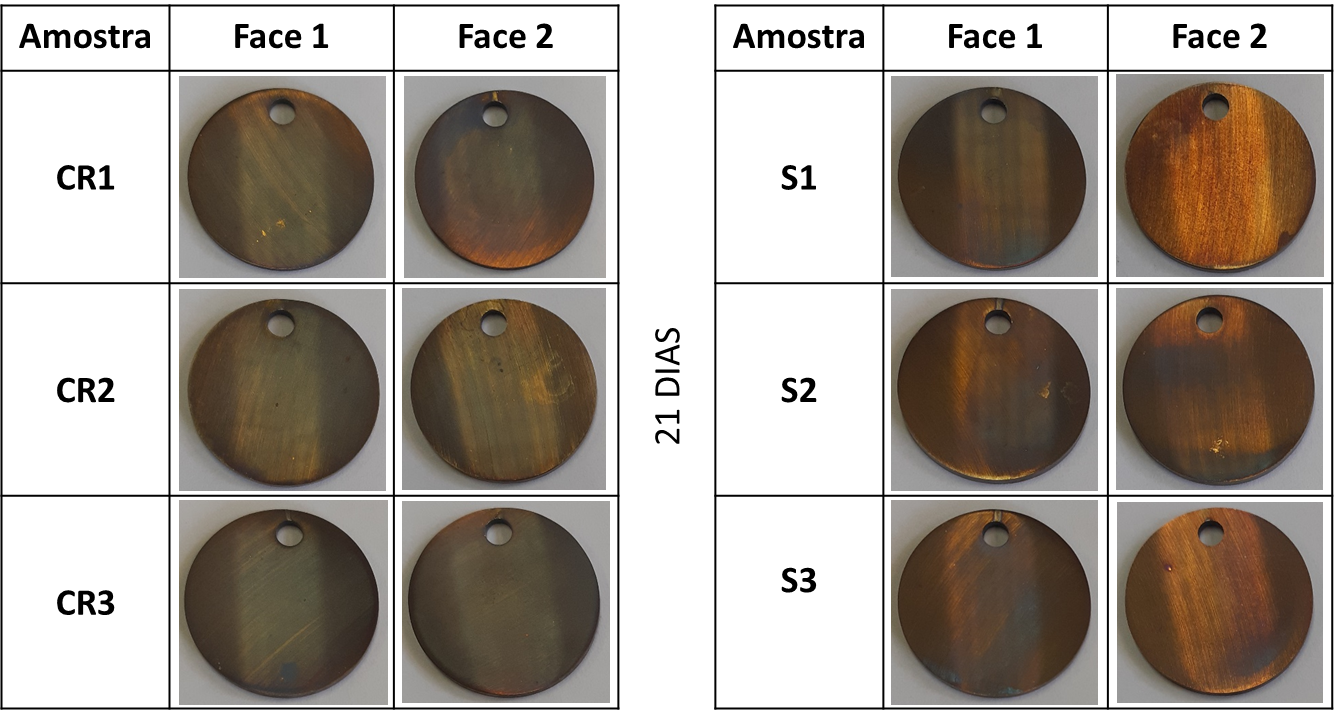 Amostra Face 1 Face 2
CR1
CR2
CR3
21 DIAS
Amostra Face 1 Face 2
S1
S2
S3